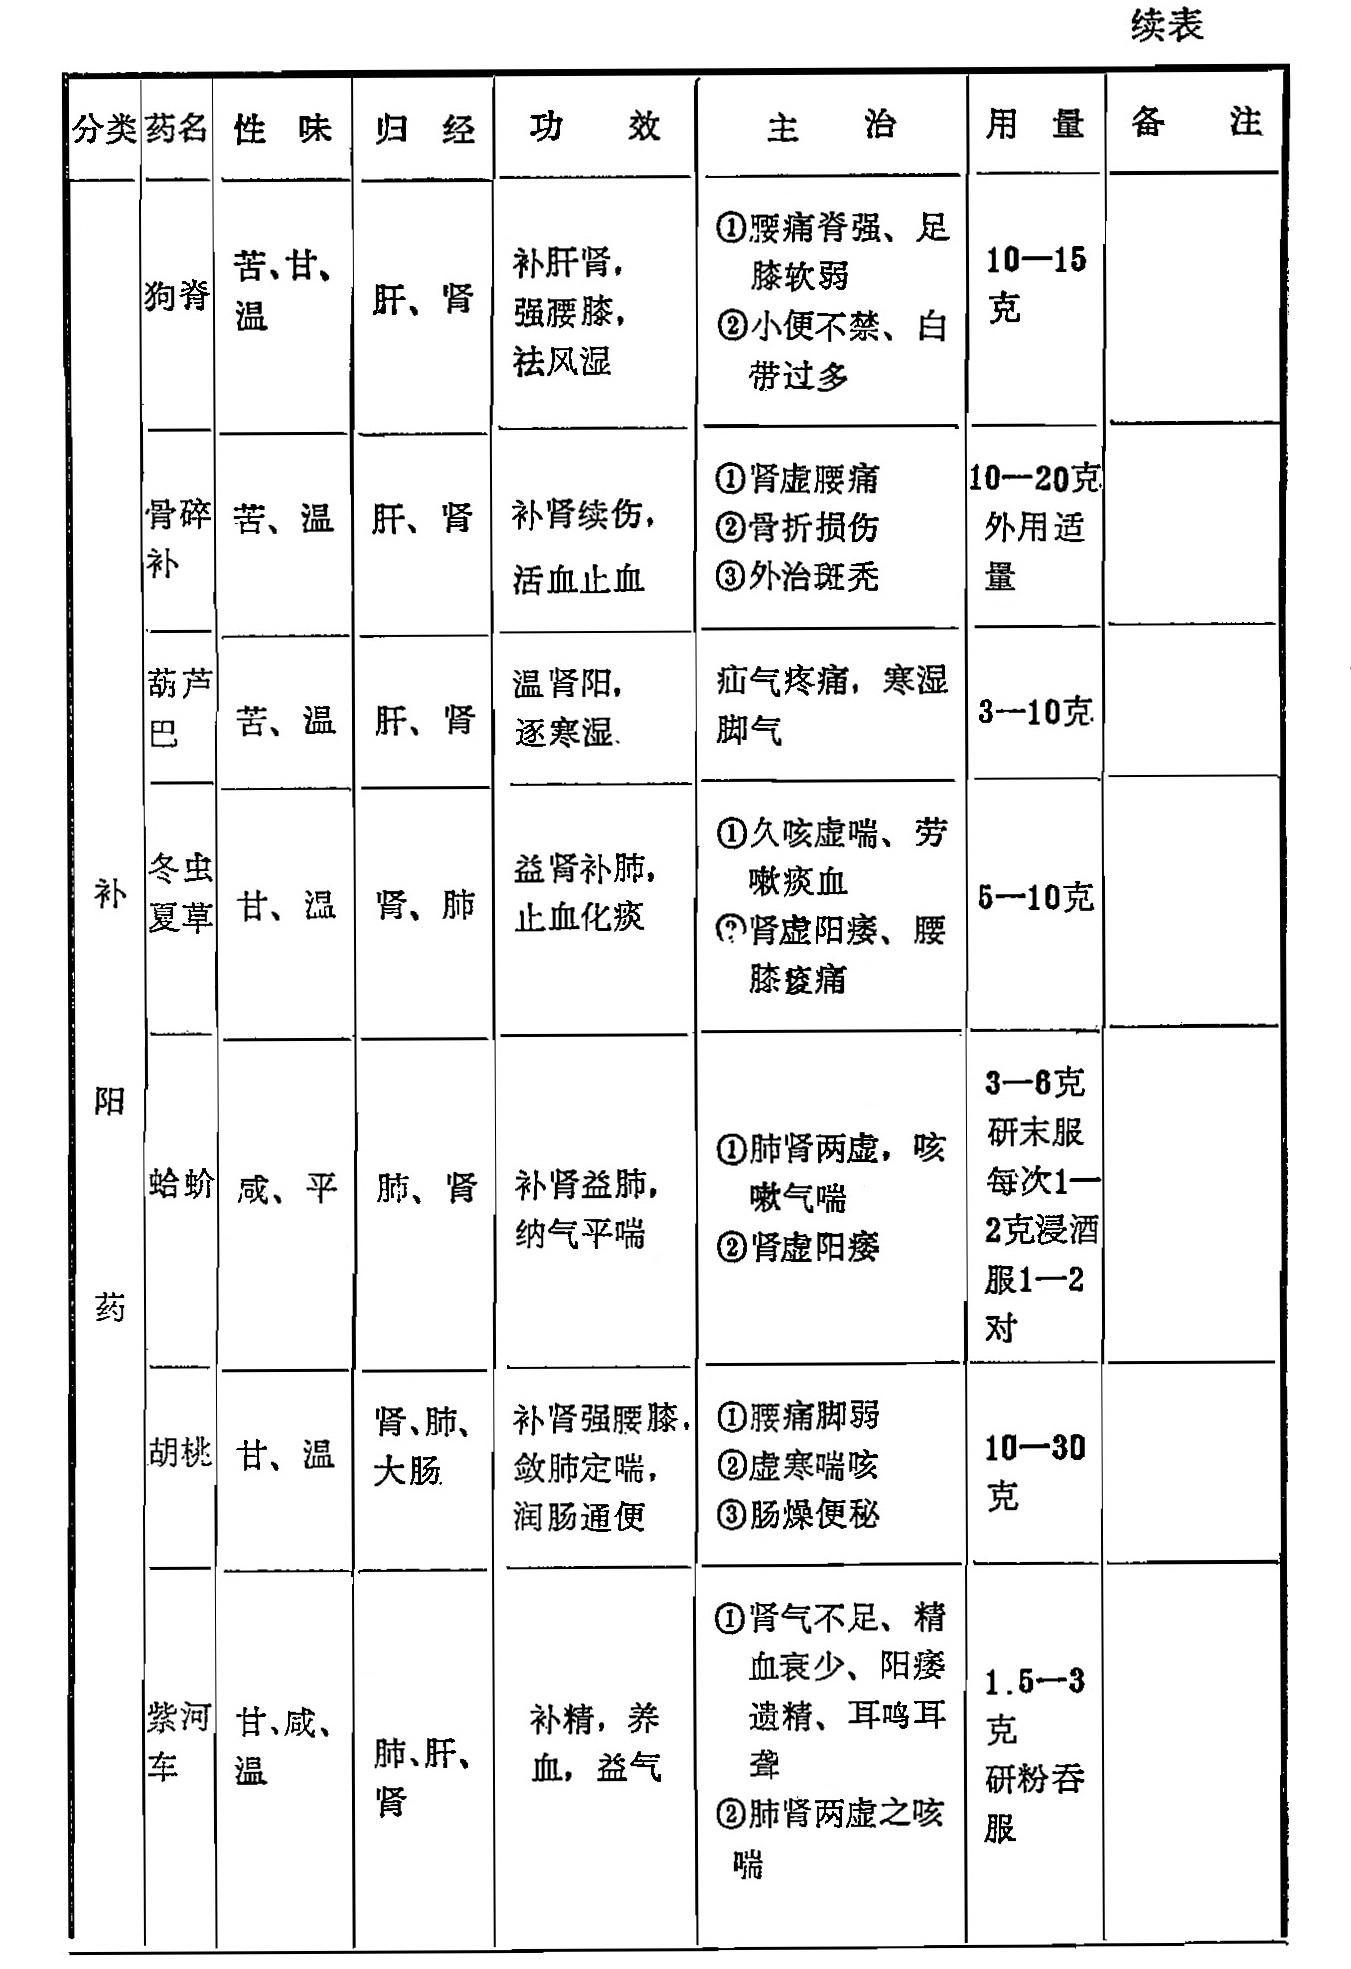 续表
分类 药名 性味 归经 功效 主治 用量 备注
补
阳
药
狗脊
苦、甘、
温
肝、肾
补肝肾，
强腰膝，
祛风湿
①腰痛脊强、足
膝软弱
②小便不禁、白
带过多
10—15
克
骨碎
补
苦、温
肝、肾
补肾续伤，
活血止血
①肾虚腰痛
②骨折损伤
③外治斑秃
10—20克
外用适
量
葫芦
巴
苦、温
肝、肾
温肾阳，
逐寒湿
疝气疼痛，寒湿
脚气
3—10克
冬虫
夏草
甘、温
肾、肺
益肾补肺，
止血化痰
①久咳虚喘、劳
嗽痰血
②肾虚阳痿、腰
膝痠痛
5—10克
蛤蚧
咸、平
肺、肾
补肾益肺，
纳气平喘
①肺肾两虚，咳
嗽气喘
②肾虚阳痿
3—6克
研末服
每次1—
2克浸酒
服1—2
对
胡桃
甘、温
肾、肺、
大肠
补肾强腰膝，
敛肺定喘，
润肠通便
①腰痛脚弱
②虚寒喘咳
③肠燥便秘
10—30
克
紫河
车
甘、咸、
温
肺、肝、
肾
补精，养
血，益气
①肾气不足、精
血衰少、阳痿
遗精、耳鸣耳
聋
②肺肾两虚之咳
喘
1.5—3
克
研粉吞
服